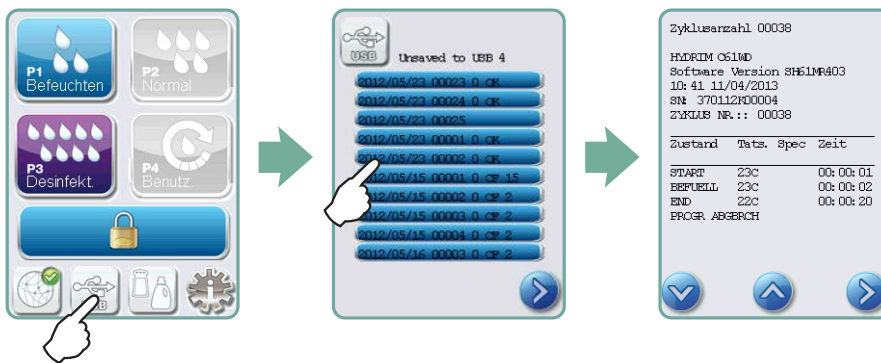 P1
Befeuchten
P2
Normal
P3
Desinfekt.
P4
Benutz.
USB
USB
Unsaved to USB 4
2012/05/23 00023 0 OK
2012/05/23 00024 0 OK
2012/05/23 00025
2012/05/23 00001 0 OK
2012/05/23 00002 0 OK
2012/05/15 00001 0 CF 15
2012/05/15 00002 0 CF 2
2012/05/15 00003 0 CF 2
2012/05/15 00004 0 CF 2
2012/05/16 00003 0 CF 2
Zyklusanzahl 00038
HYDRIM C61WD
Software Version SH61MR403
10:41 11/04/2013
SN: 370112K00004
ZYKLUS NR.:: 00038
Zustand Tats. Spec Zeit
START 23C 00:00:01
BEFUELL 23C 00:00:02
END 22C 00:00:20
PROGR ABGBRCH